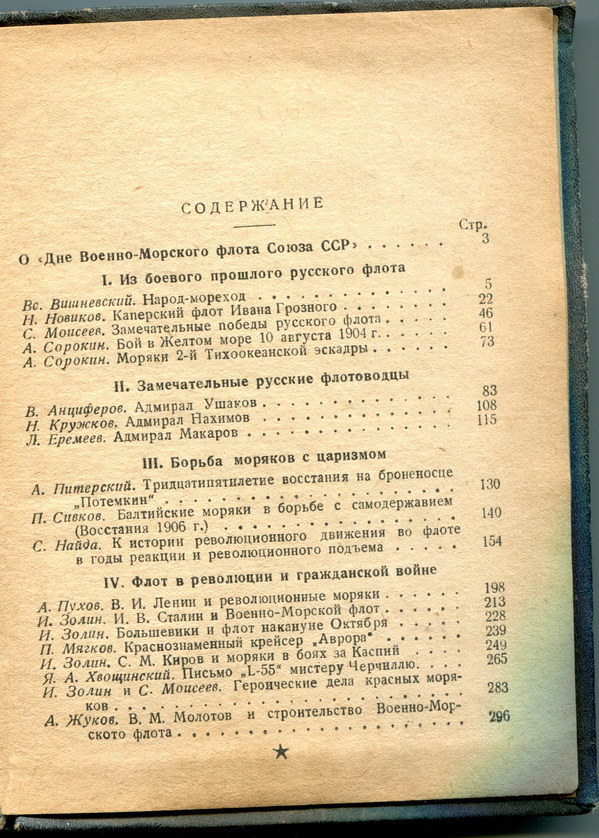 СОДЕРЖАНИЕ
Стр.
О «Дне Военно-Морского флота Союза ССР» . . . . . . 3
I. Из боевого прошлого русского флота
Вс. Вишневский. Народ-мореход . . . . . . . . . . 5
Н. Новиков. Каперский флот Ивана Грозного . . . . . . 22
С. Моисеев. Замечательные победы русского флота . . . . 46
А. Сорокин. Бой в Желтом море 10 августа 1904 г. . . . . 61
А. Сорокин. Моряки 2-й Тихоокеанской эскадры . . . . . 73
II. Замечательные русские флотоводцы
В. Анциферов. Адмирал Ушаков . . . . . . . . . . 83
Н. Кружков. Адмирал Нахимов . . . . . . . . . . 108
Л. Еремеев. Адмирал Макаров . . . . . . . . . . 115
III. Борьба моряков с царизмом
А. Питерский. Тридцатипятилетие восстания на броненосце
„Потемкин“ . . . . . . . . . . . . . . . 130
П. Сивков. Балтийские моряки в борьбе с самодержавием
(Восстания 1906 г.) . . . . . . . . . . . . 140
С. Найда. К истории революционного движения во флоте
в годы реакции и революционного подъема . . . . . 154
IV. Флот в революции и гражданской войне
А. Пухов. В. И. Ленин и революционные моряки . . . . . 198
И. Золин. И. В. Сталин и Военно-Морской флот . . . . . 213
И. Золин. Большевики и флот накануне Октября . . . . . 228
П. Мягков. Краснознаменный крейсер „Аврора“ . . . . . 239
И. Золин. С. М. Киров и моряки в боях за Каспий . . . . 249
Я. А. Хвощинский. Письмо „L-55“ мистеру Черчиллю. . . . 265
И. Золин и С. Моисеев. Героические дела красных моря-
ков . . . . . . . . . . . . . . . . . 283
А. Жуков. В. М. Молотов и строительство Военно-Мор-
ского флота . . . . . . . . . . . . . . . 296